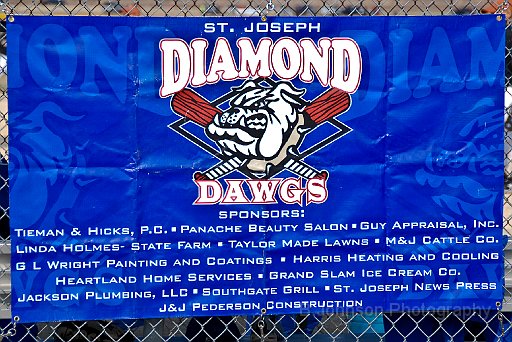 ST. JOSEPH
DIAMOND
DAWGS
SPONSORS:
TIEMAN & HICKS, P.C. ▪ PANACHE BEAUTY SALON ▪ GUY APPRAISAL, INC.
LINDA HOLMES- STATE FARM ▪ TAYLOR MADE LAWNS ▪ M&J CATTLE CO.
G L WRIGHT PAINTING AND COATINGS ▪ HARRIS HEATING AND COOLING
HEARTLAND HOME SERVICES ▪ GRAND SLAM ICE CREAM CO.
JACKSON PLUMBING, LLC ▪ SOUTHGATE GRILL ▪ ST. JOSEPH NEWS PRESS
J&J PEDERSON CONSTRUCTION
Johnson Photography